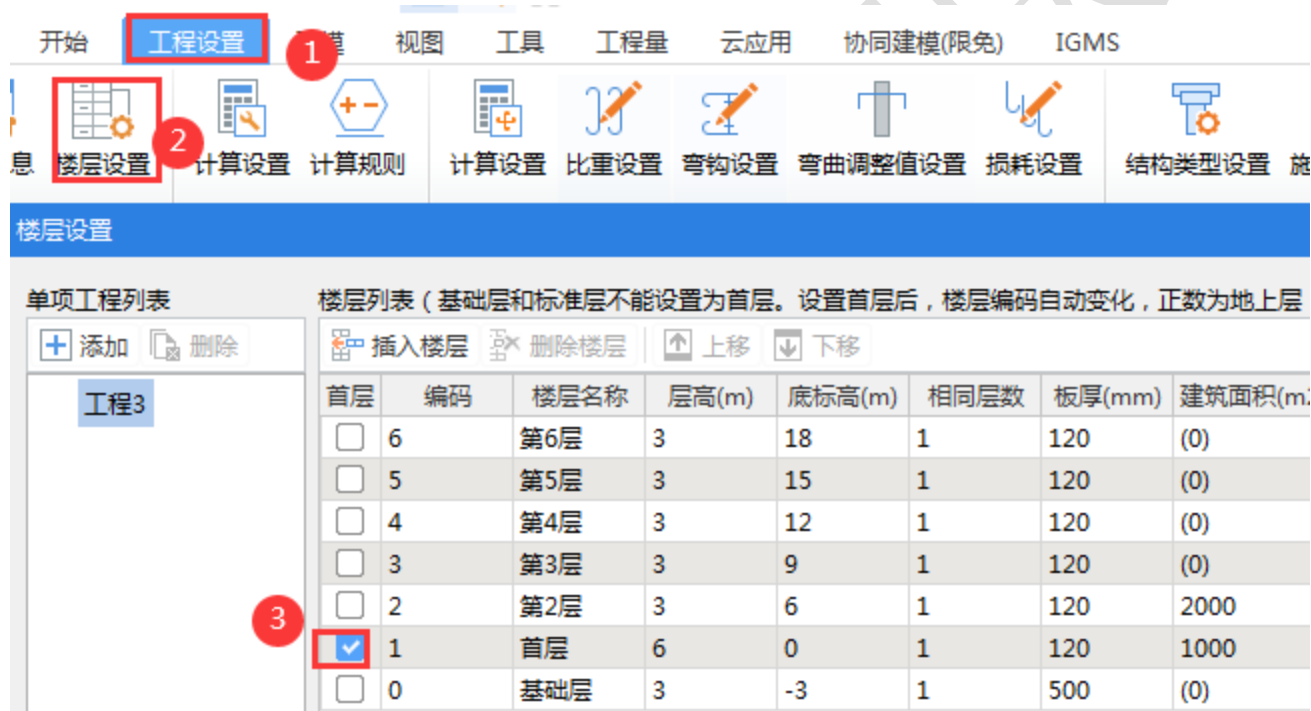 开始 工程设置 模 视图 工具 工程量 云应用 协同建模(限免) IGMS
1
2
息 楼层设置 计算设置 计算规则 计算设置 比重设置 弯钩设置 弯曲调整值设置 损耗设置 结构类型设置 施
楼层设置
单项工程列表 楼层列表 ( 基础层和标准层不能设置为首层。设置首层后 , 楼层编码自动变化 , 正数为地上层
添加 删除 插入楼层 删除楼层 上移 下移
工程3
首层 编码 楼层名称 层高(m) 底标高(m) 相同层数 板厚(mm) 建筑面积(m2
6 第6层 3 18 1 120 (0)
5 第5层 3 15 1 120 (0)
4 第4层 3 12 1 120 (0)
3 第3层 3 9 1 120 (0)
2 第2层 3 6 1 120 2000
3
1 首层 6 0 1 120 1000
0 基础层 3 -3 1 500 (0)